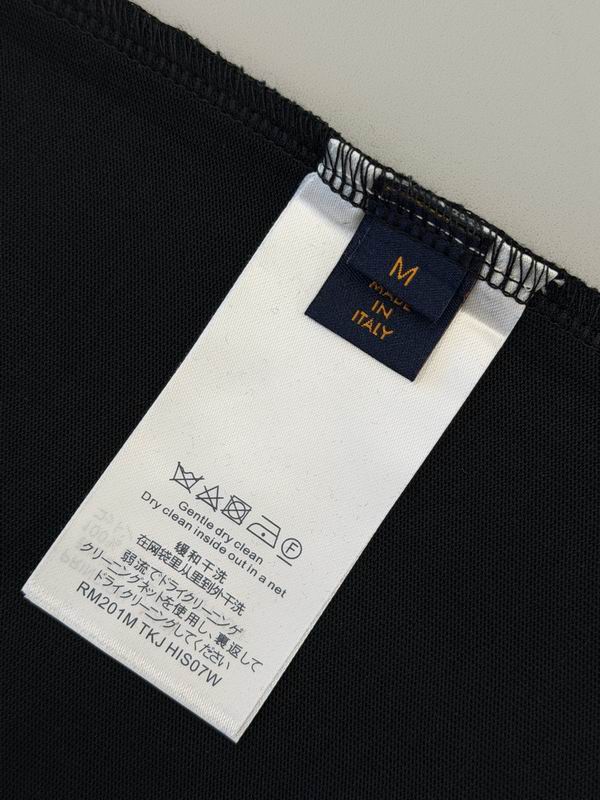 M
MADE
IN
ITALY
Gentle dry clean
Dry clean inside out in a net
缓和干洗
在网袋里从里到外干洗
弱流でドライクリーニング
クリーニングネットを使用し、裏返して
ドライクリーニングしてください
RM201M TKJ HIS07W